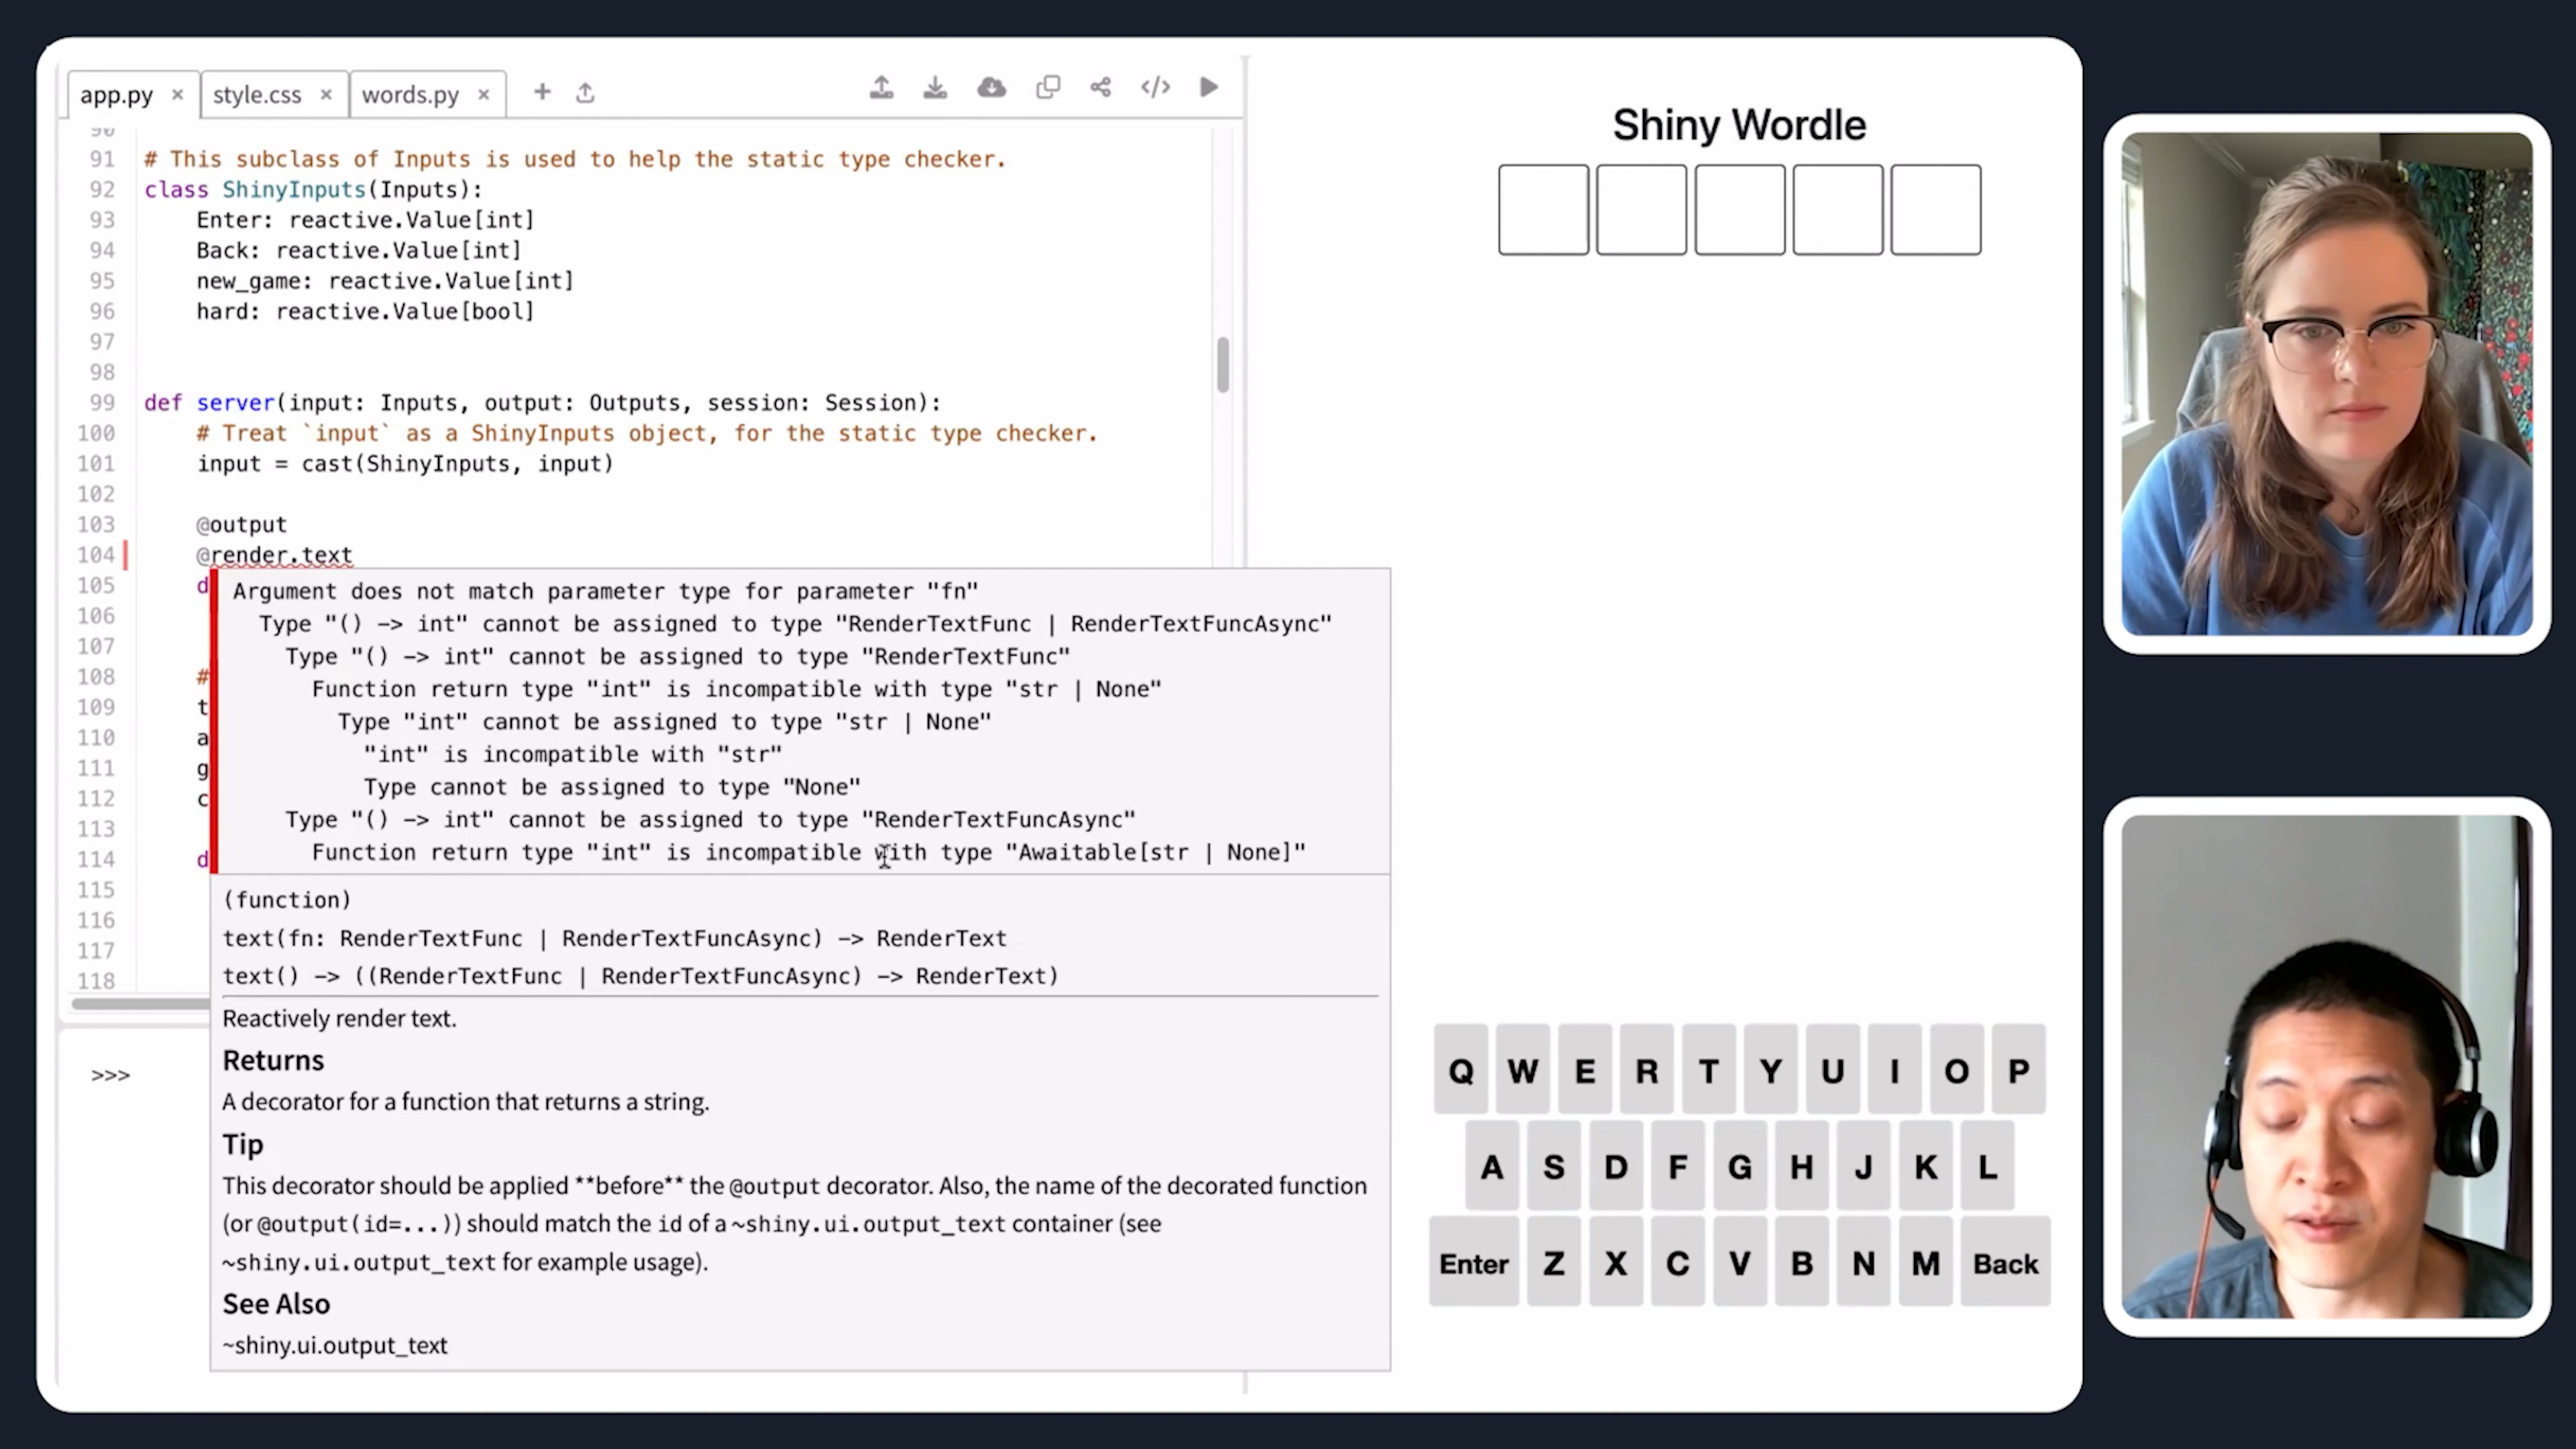 app.py ×
style.css ×
words.py ×
+
</>
90
91 # This subclass of Inputs is used to help the static type checker.
92 class ShinyInputs(Inputs):
93 Enter: reactive.Value[int]
94 Back: reactive.Value[int]
95 new_game: reactive.Value[int]
96 hard: reactive.Value[bool]
97
98
99 def server(input: Inputs, output: Outputs, session: Session):
100 # Treat `input` as a ShinyInputs object, for the static type checker.
101 input = cast(ShinyInputs, input)
102
103 @output
104 @render.text
105 d
106
107
108 #
109 t
110 a
111 g
112 c
113
114 d
115
116
117
118
Argument does not match parameter type for parameter "fn"
Type "() -> int" cannot be assigned to type "RenderTextFunc | RenderTextFuncAsync"
Type "() -> int" cannot be assigned to type "RenderTextFunc"
Function return type "int" is incompatible with type "str | None"
Type "int" cannot be assigned to type "str | None"
"int" is incompatible with "str"
Type cannot be assigned to type "None"
Type "() -> int" cannot be assigned to type "RenderTextFuncAsync"
Function return type "int" is incompatible with type "Awaitable[str | None]"
(function)
text(fn: RenderTextFunc | RenderTextFuncAsync) -> RenderText
text() -> ((RenderTextFunc | RenderTextFuncAsync) -> RenderText)
Reactively render text.
Returns
A decorator for a function that returns a string.
Tip
This decorator should be applied **before** the @output decorator. Also, the name of the decorated function
(or @output(id=...)) should match the id of a ~shiny.ui.output_text container (see
~shiny.ui.output_text for example usage).
See Also
~shiny.ui.output_text
>>>
Shiny Wordle
Q W E R T Y U I O P
A S D F G H J K L
Enter Z X C V B N M Back